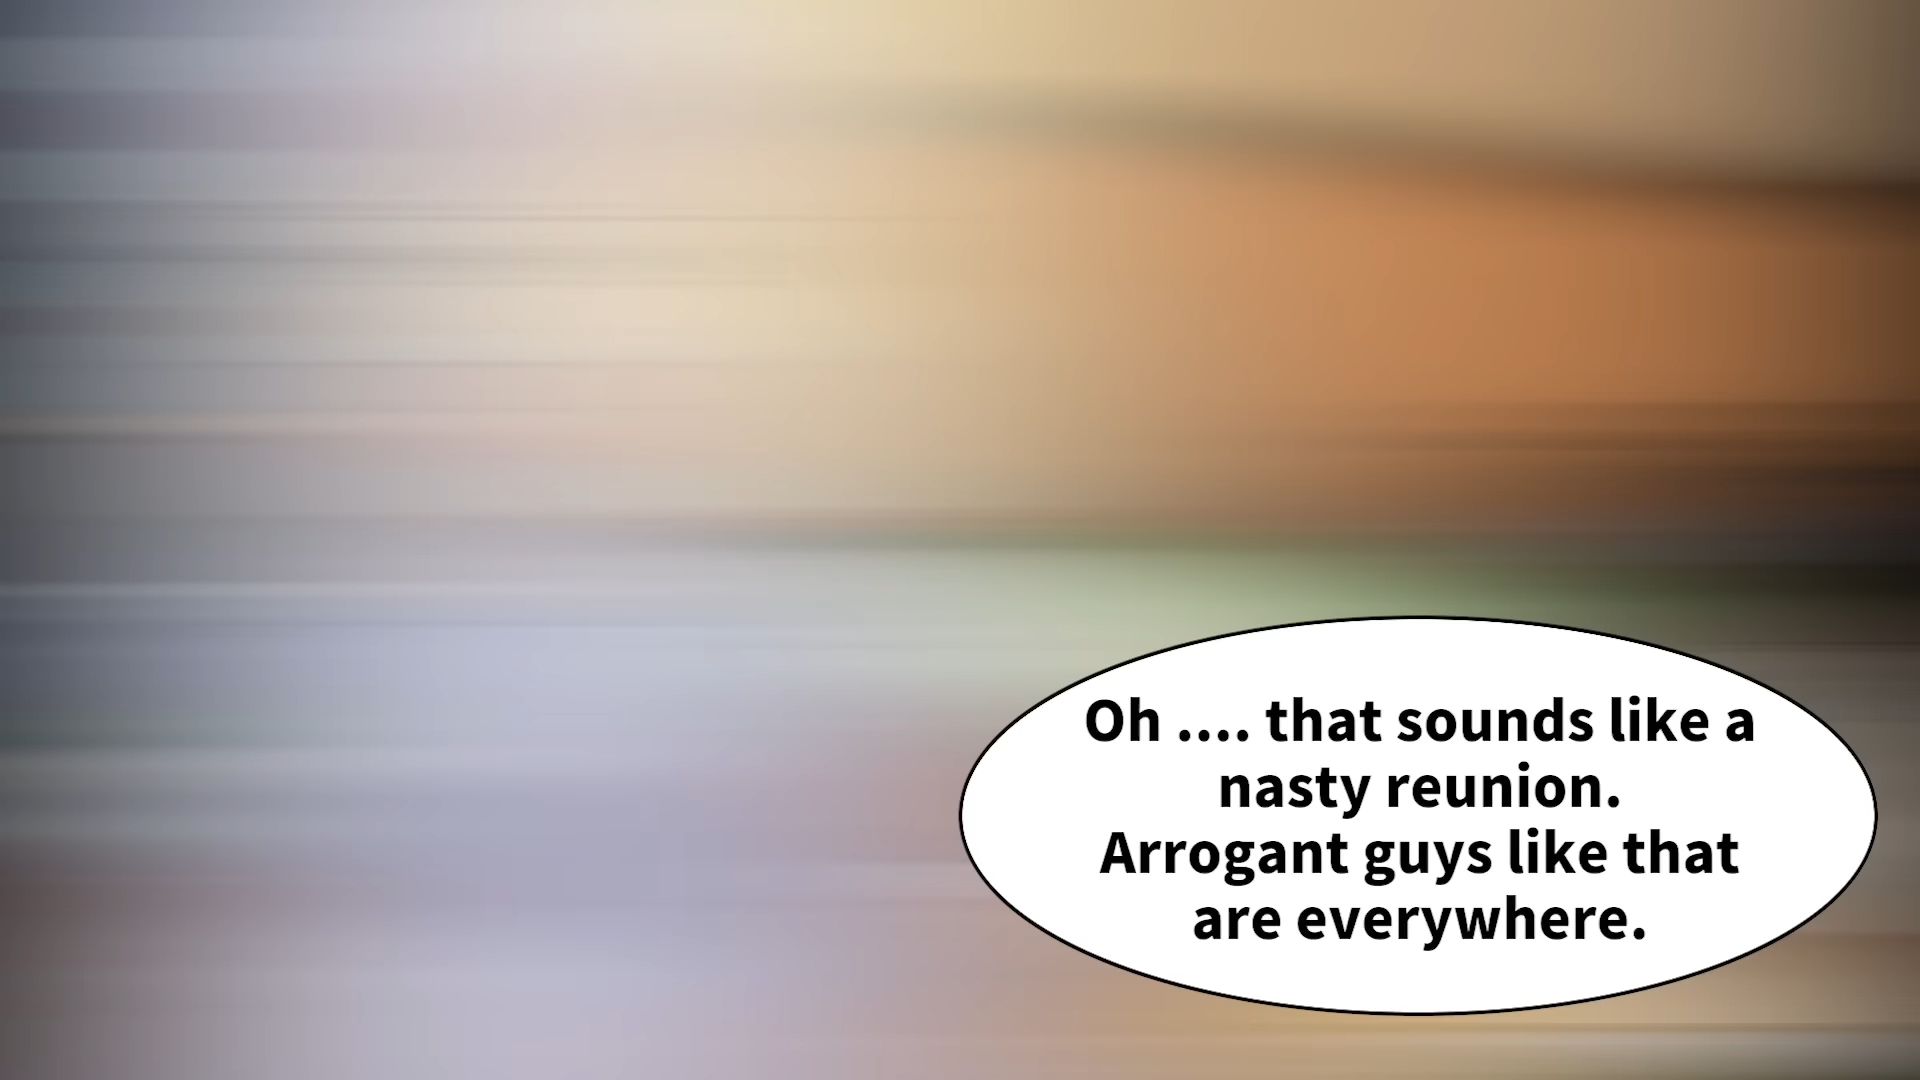 Oh .... that sounds like a
nasty reunion.
Arrogant guys like that
are everywhere.